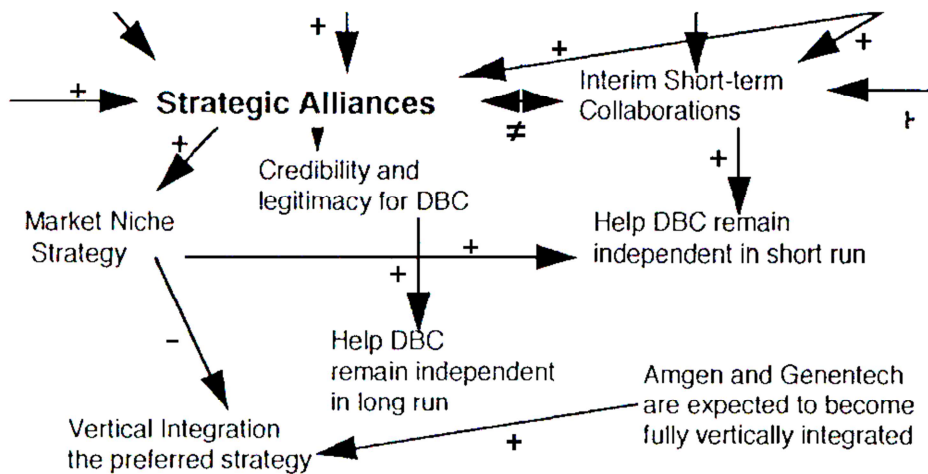 +
+
+
+
Strategic Alliances
≠
Interim Short-term
Collaborations
+
+
Credibility and
legitimacy for DBC
Market Niche
Strategy
Help DBC remain
independent in short run
+
+
–
Help DBC
remain independent
in long run
Amgen and Genentech
are expected to become
fully vertically integrated
Vertical Integration
the preferred strategy
+